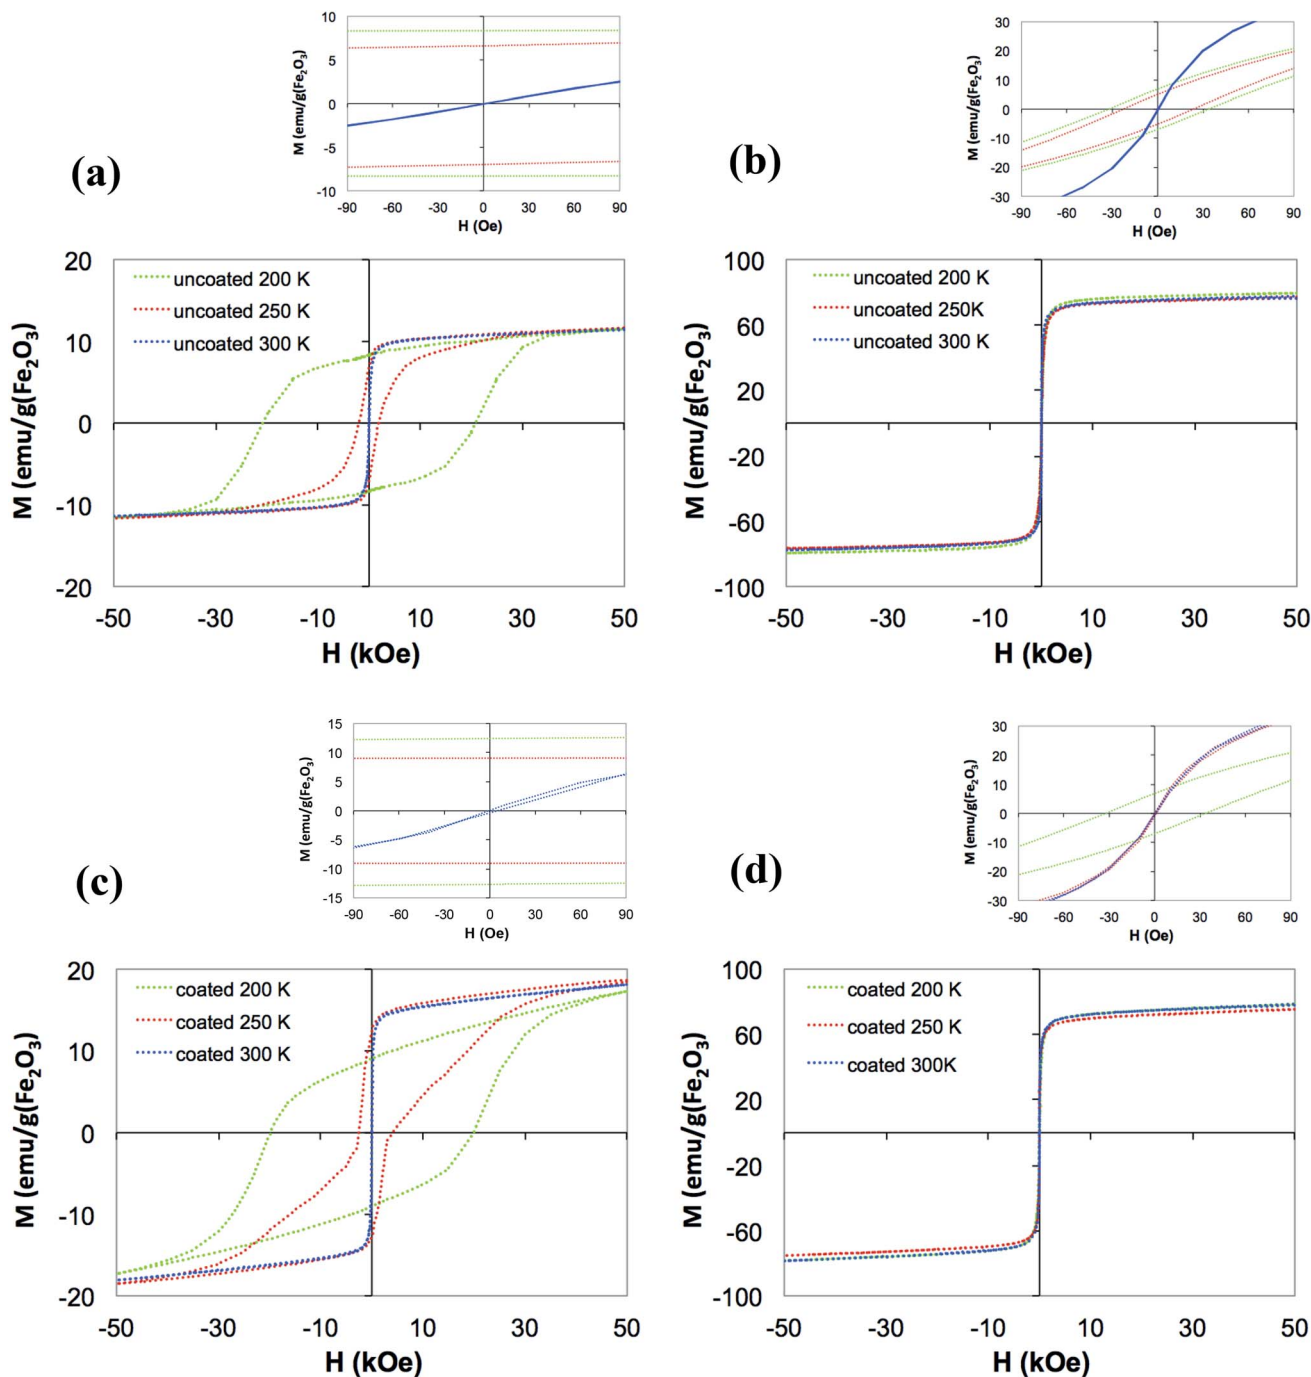 10
5
0
-5
-10
M (emu/g(Fe2O3)
-90 -60 -30 0 30 60 90
H (Oe)
(a)
20
10
0
-10
-20
M (emu/g(Fe2O3)
uncoated 200 K
uncoated 250 K
uncoated 300 K
-50 -30 -10 10 30 50
H (kOe)
30
20
10
0
-10
-20
-30
M (emu/g(Fe2O3)
-90 -60 -30 0 30 60 90
H (Oe)
(b)
100
60
20
-20
-60
-100
M (emu/g(Fe2O3)
uncoated 200 K
uncoated 250K
uncoated 300 K
-50 -30 -10 10 30 50
H (kOe)
15
10
5
0
-5
-10
-15
M (emu/g(Fe2O3)
-90 -60 -30 0 30 60 90
H (Oe)
(c)
20
10
0
-10
-20
M (emu/g(Fe2O3)
coated 200 K
coated 250 K
coated 300 K
-50 -30 -10 10 30 50
H (kOe)
30
20
10
0
-10
-20
-30
M (emu/g(Fe2O3)
-90 -60 -30 0 30 60 90
H (Oe)
(d)
100
60
20
-20
-60
-100
M (emu/g(Fe2O3)
coated 200 K
coated 250 K
coated 300K
-50 -30 -10 10 30 50
H (kOe)